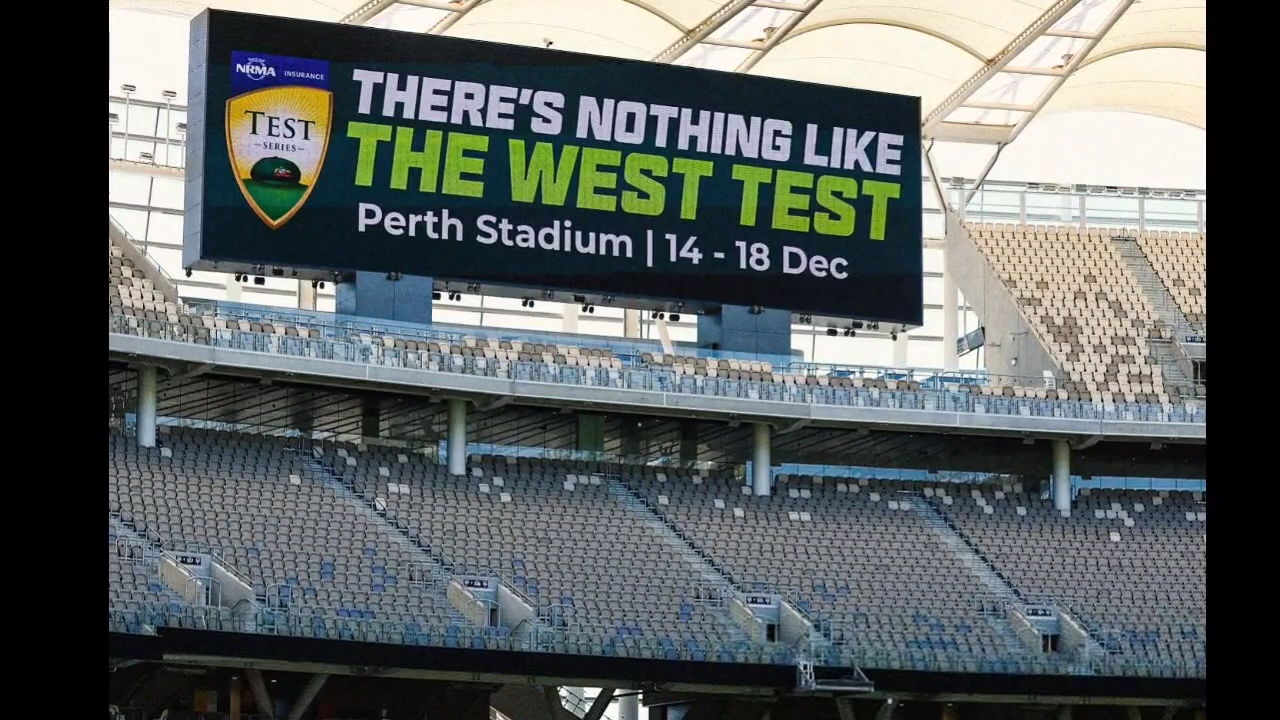 NRMA INSURANCE
TEST
SERIES
THERE'S NOTHING LIKE
THE WEST TEST
Perth Stadium | 14 - 18 Dec